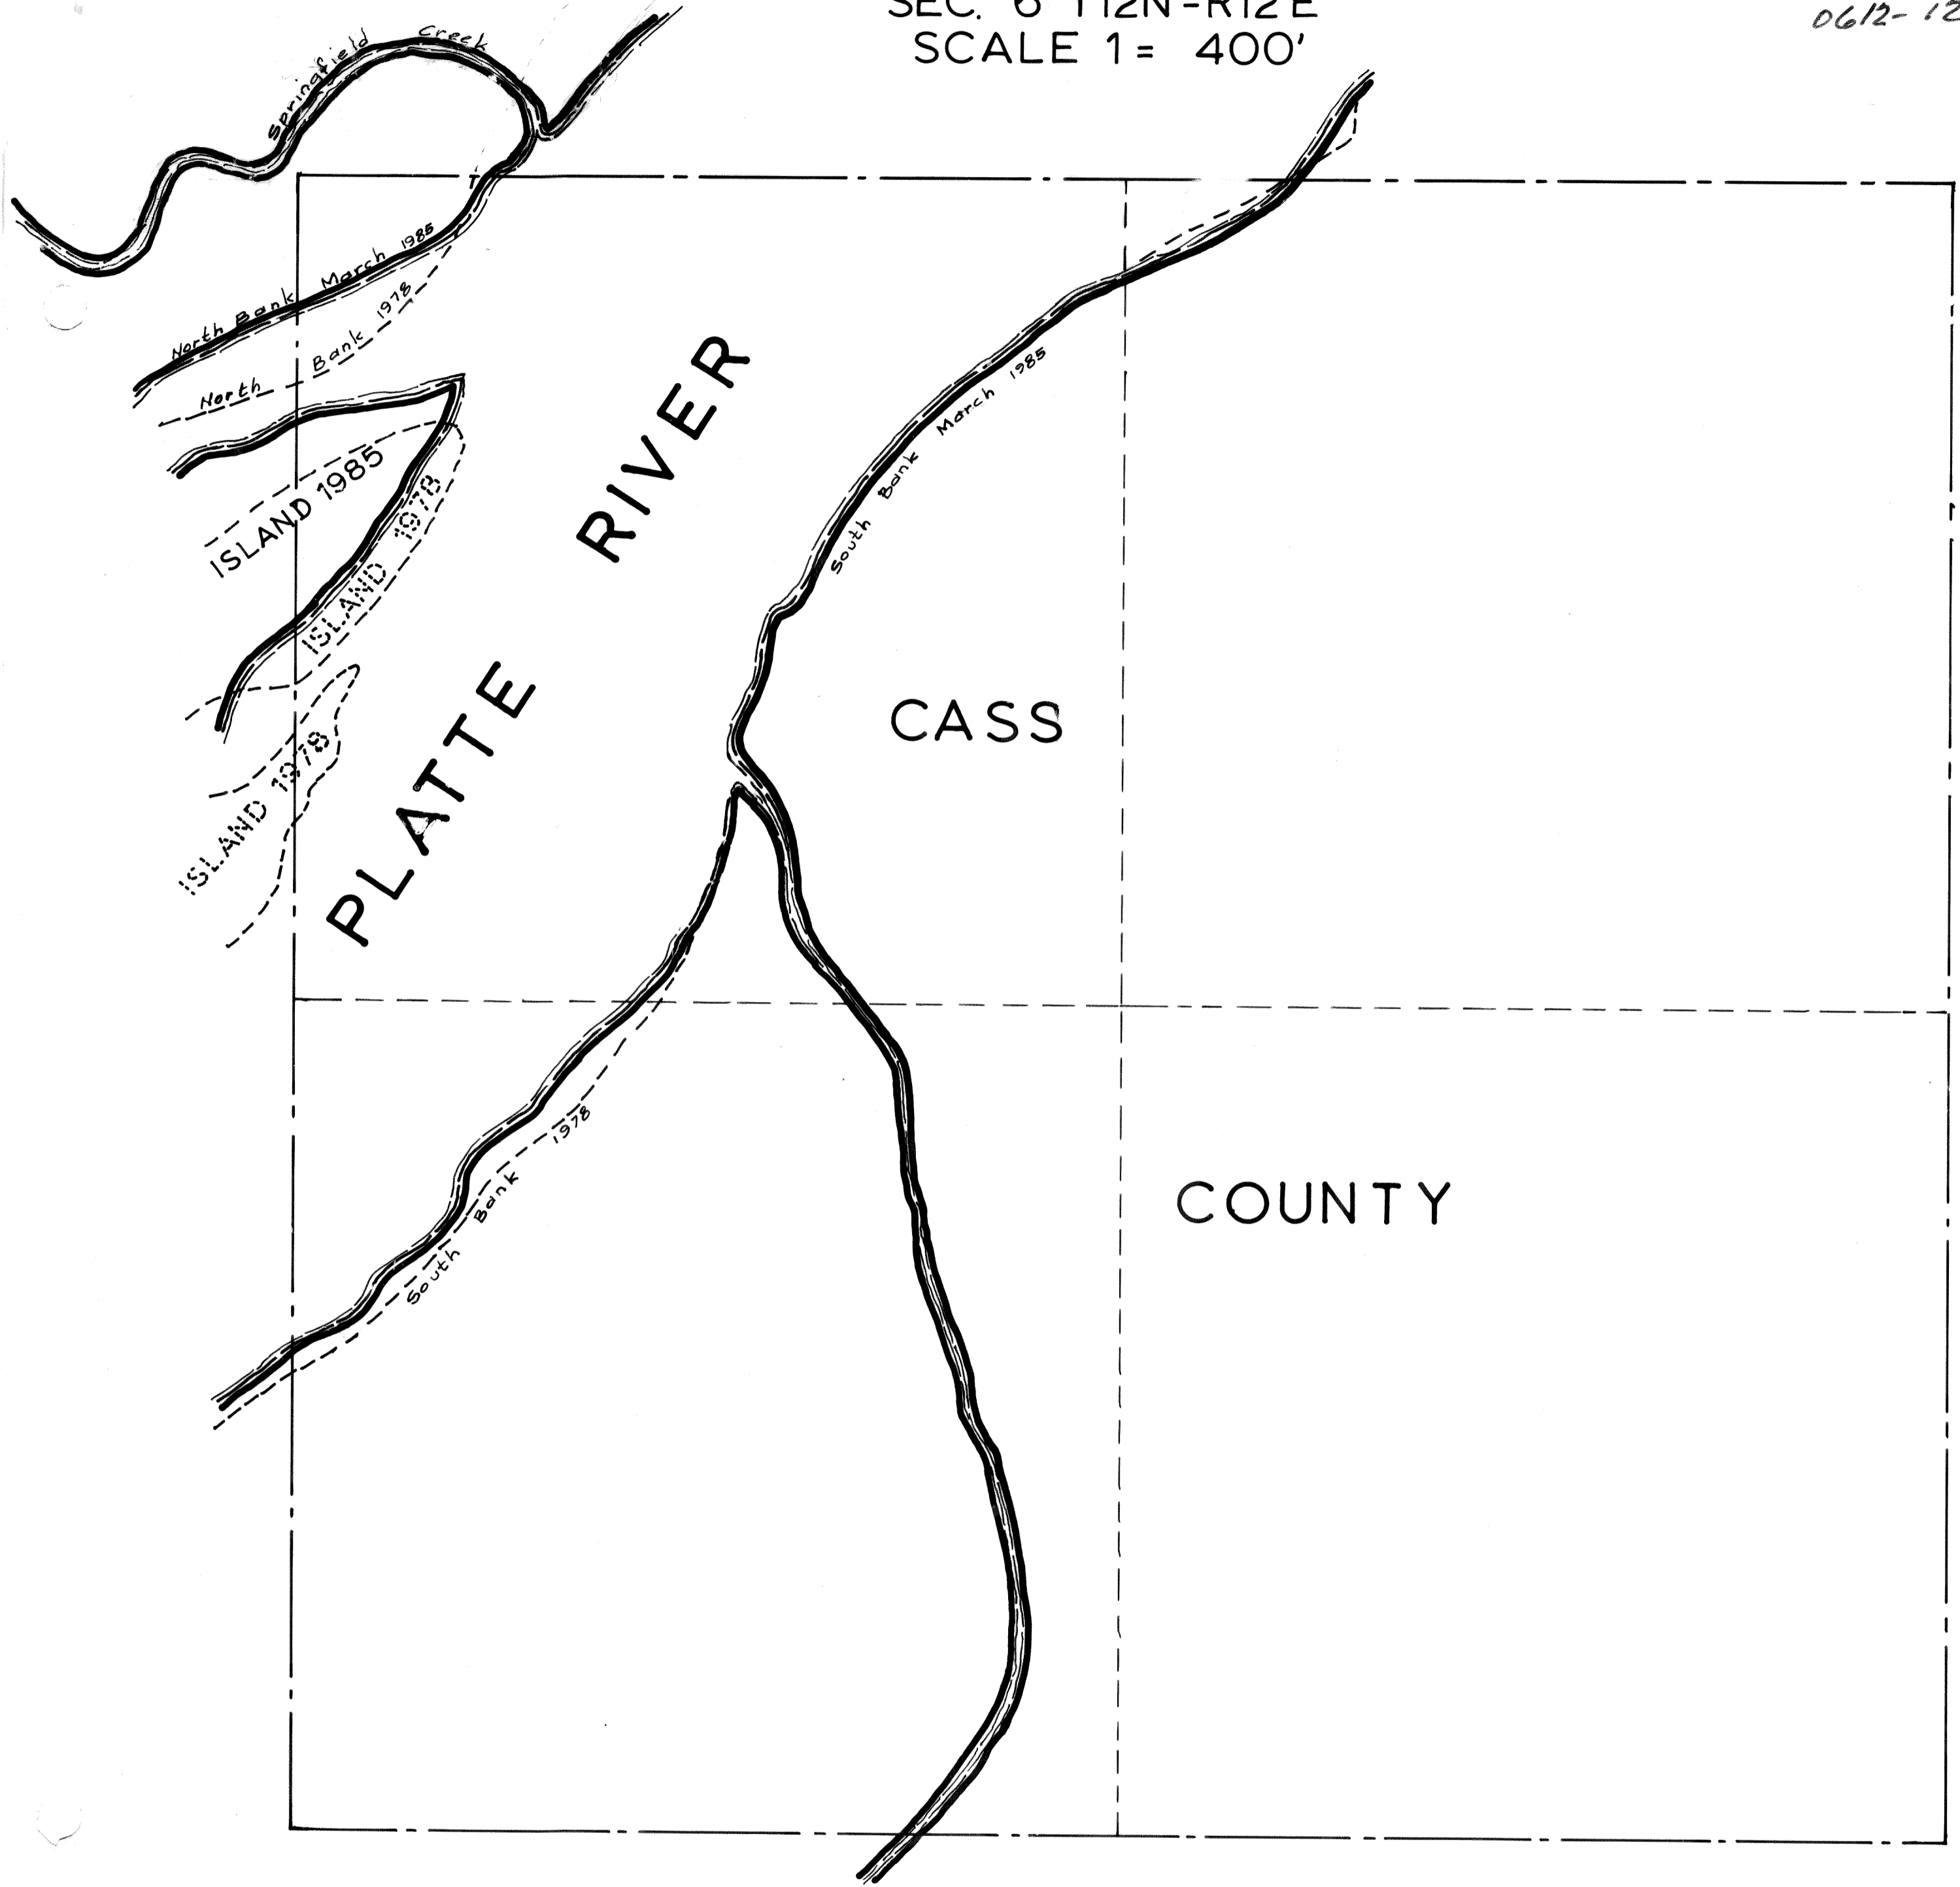 SEC. 6 T12N-R12E
SCALE 1= 400'
0612-12
Springfield Creek
North Bank March 1985
North Bank 1978
ISLAND 1985
ISLAND 1978
ISLAND 1978
PLATTE RIVER
South Bank March 1985
CASS
COUNTY
South Bank 1978